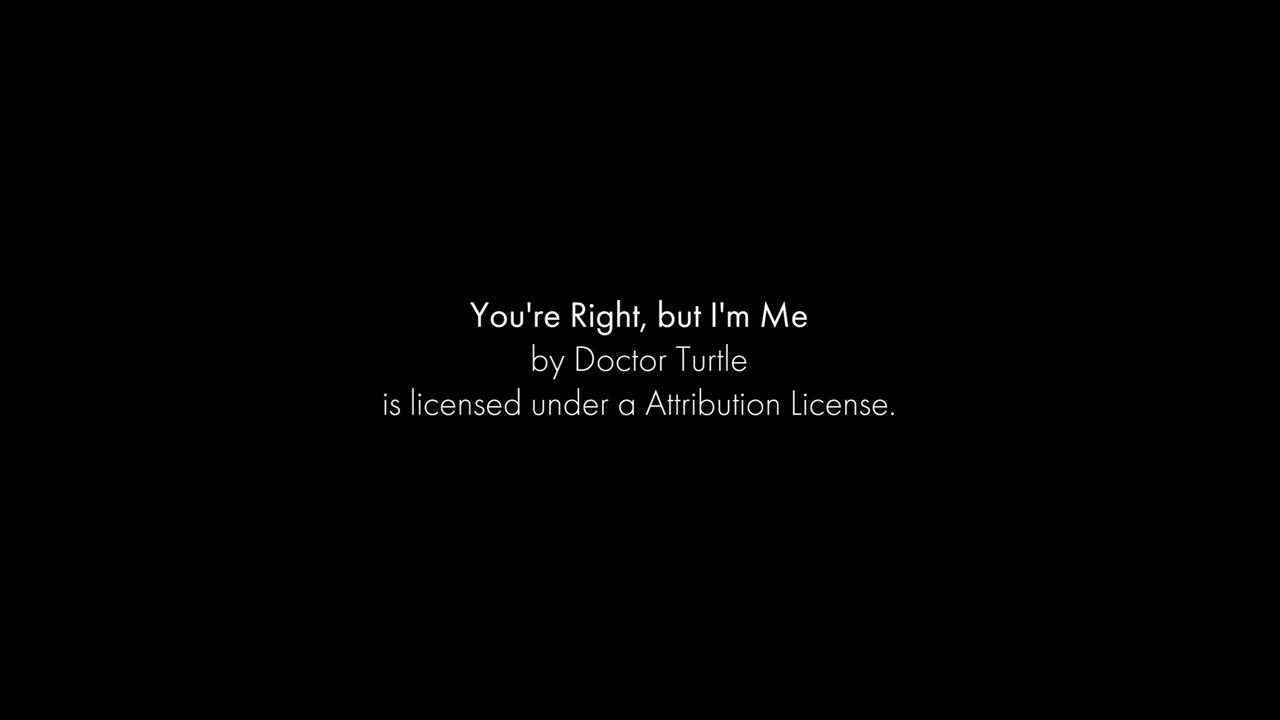 You're Right, but I'm Me
by Doctor Turtle
is licensed under a Attribution License.